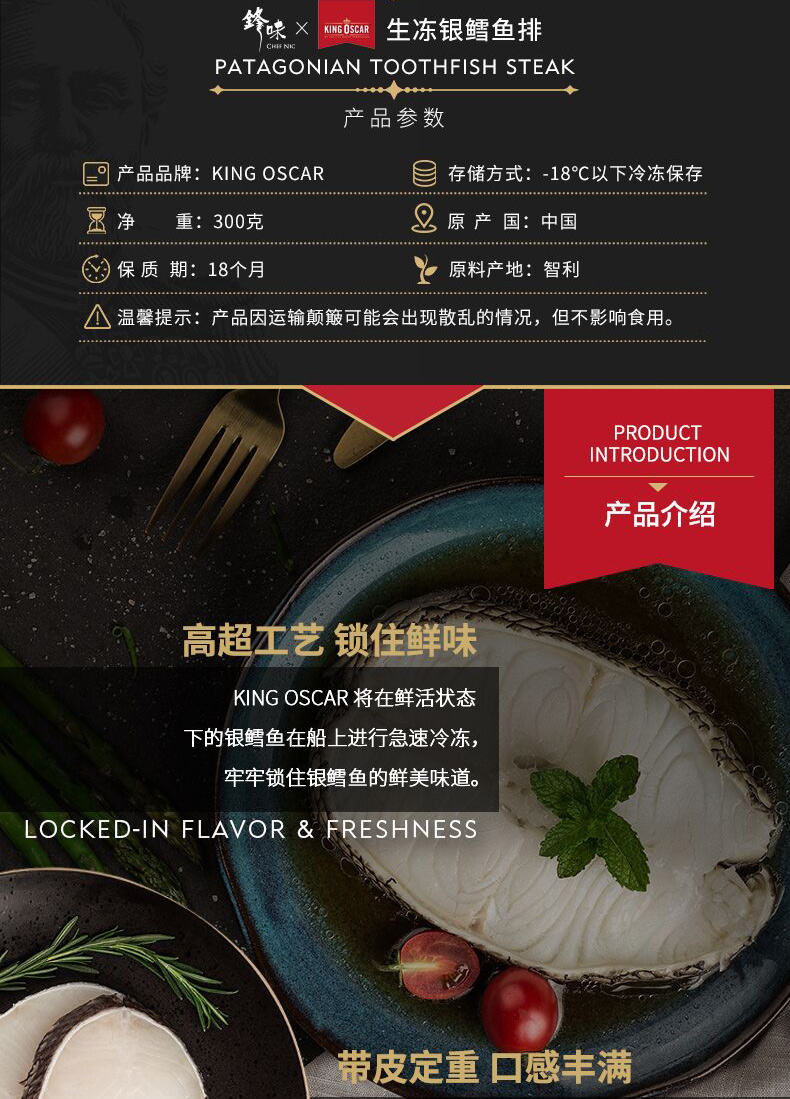 鋒味 × KING OSCAR 生冻银鳕鱼排
CHEF NIC
PATAGONIAN TOOTHFISH STEAK
产品参数
产品品牌：KING OSCAR 存储方式：-18℃以下冷冻保存
净 重：300克 原 产 国：中国
保 质 期：18个月 原料产地：智利
温馨提示：产品因运输颠簸可能会出现散乱的情况，但不影响食用。
PRODUCT
INTRODUCTION
产品介绍
高超工艺 锁住鲜味
KING OSCAR 将在鲜活状态
下的银鳕鱼在船上进行急速冷冻，
牢牢锁住银鳕鱼的鲜美味道。
LOCKED-IN FLAVOR & FRESHNESS
带皮定重 口感丰满